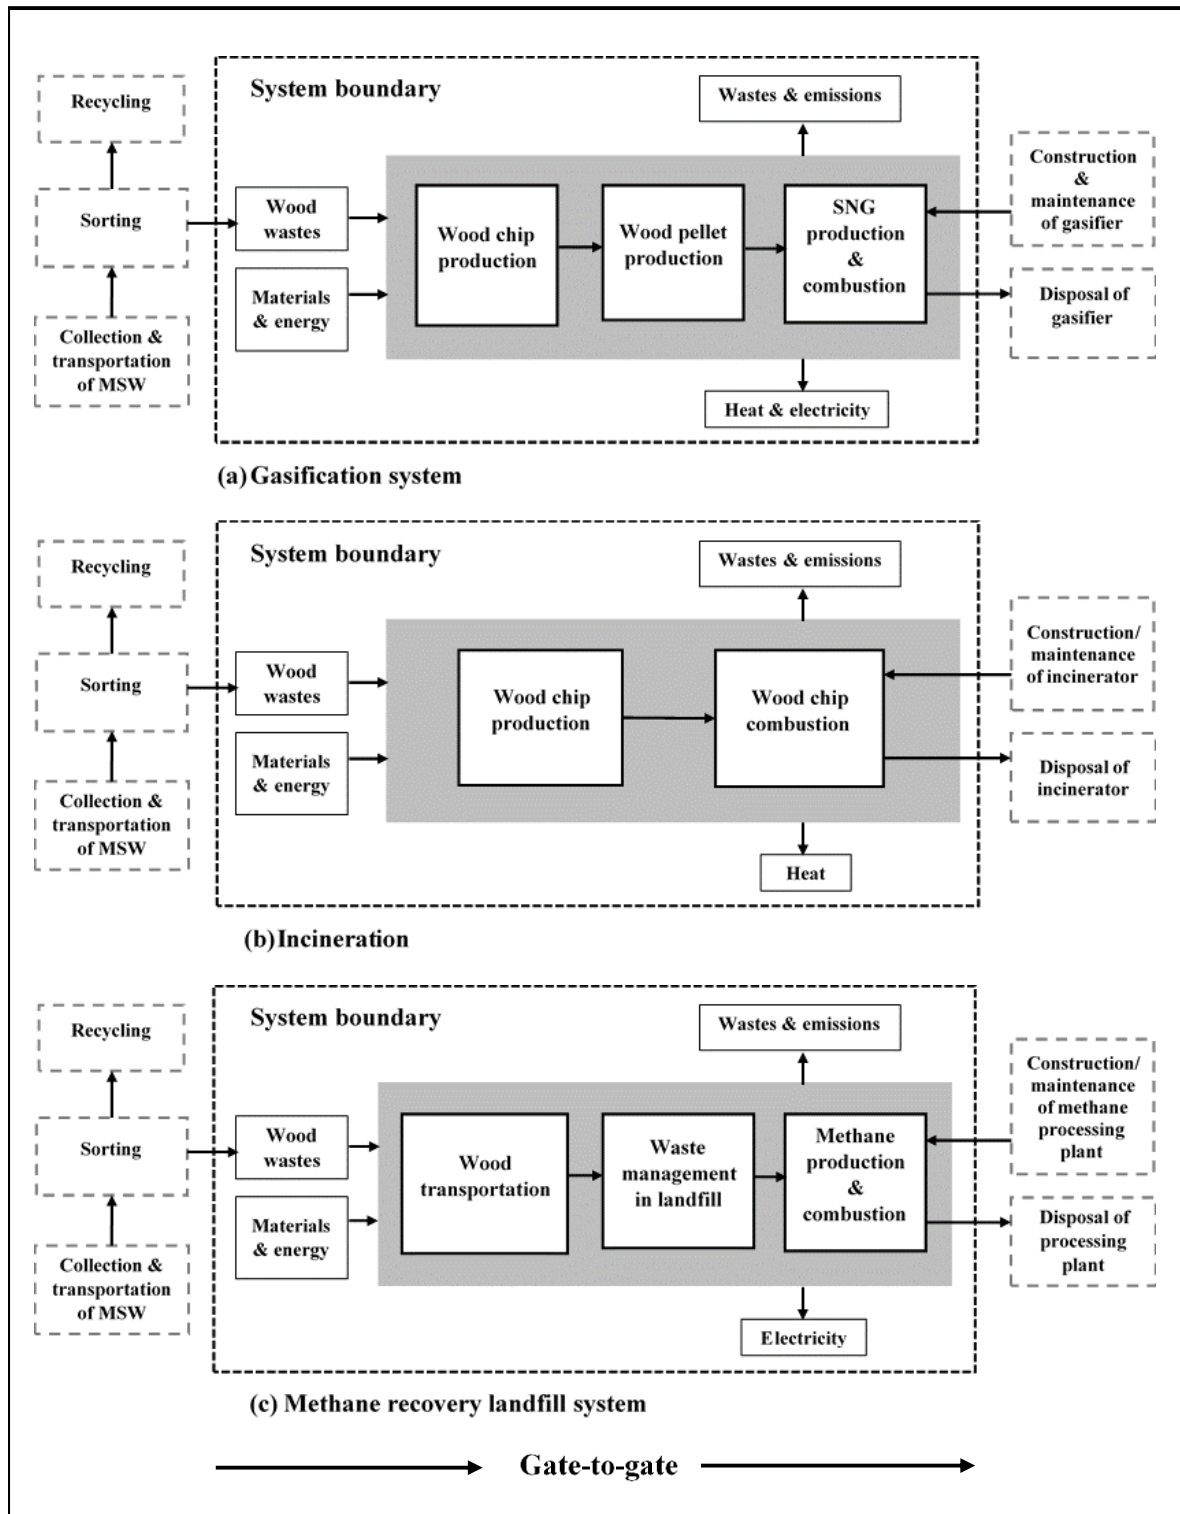 System boundary
Recycling
Sorting
Collection &
transportation
of MSW
Wood
wastes
Materials
& energy
Wastes & emissions
Wood chip
production
Wood pellet
production
SNG
production
&
combustion
Heat & electricity
Construction
&
maintenance
of gasifier
Disposal of
gasifier
(a) Gasification system
System boundary
Recycling
Sorting
Collection &
transportation
of MSW
Wood
wastes
Materials
& energy
Wastes & emissions
Wood chip
production
Wood chip
combustion
Heat
Construction/
maintenance
of incinerator
Disposal of
incinerator
(b) Incineration
System boundary
Recycling
Sorting
Collection &
transportation
of MSW
Wood
wastes
Materials
& energy
Wastes & emissions
Wood
transportation
Waste
management
in landfill
Methane
production
&
combustion
Electricity
Construction/
maintenance
of methane
processing
plant
Disposal of
processing
plant
(c) Methane recovery landfill system
Gate-to-gate